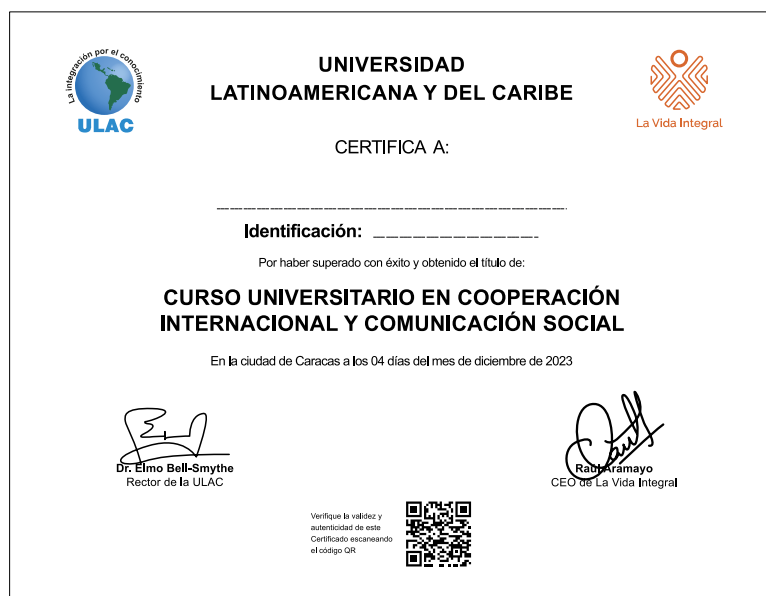 La integración por el conocimiento
ULAC
UNIVERSIDAD
LATINOAMERICANA Y DEL CARIBE
La Vida Integral
CERTIFICA A:
Identificación:
Por haber superado con éxito y obtenido el título de:
CURSO UNIVERSITARIO EN COOPERACIÓN
INTERNACIONAL Y COMUNICACIÓN SOCIAL
En la ciudad de Caracas a los 04 días del mes de diciembre de 2023
Dr. Elmo Bell-Smythe
Rector de la ULAC
Raúl Aramayo
CEO de La Vida Integral
Verifique la validez y
autenticidad de este
Certificado escaneando
el código QR